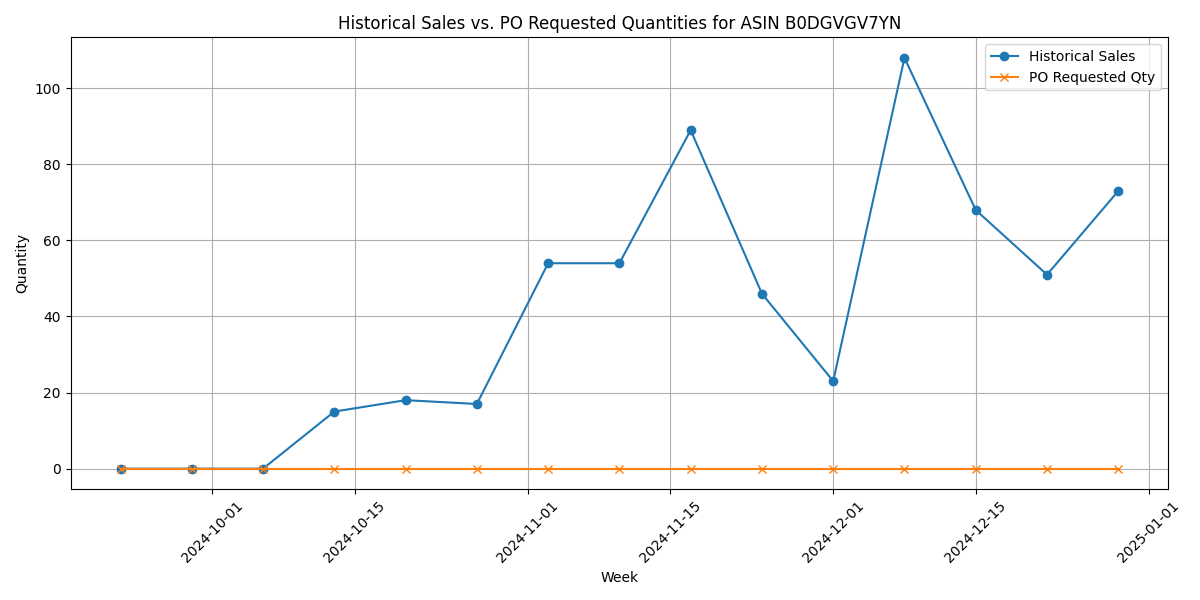 Historical Sales vs. PO Requested Quantities for ASIN B0DGVGV7YN
Historical Sales
PO Requested Qty
Quantity
100
80
60
40
20
0
2024-10-01
2024-10-15
2024-11-01
2024-11-15
2024-12-01
2024-12-15
2025-01-01
Week